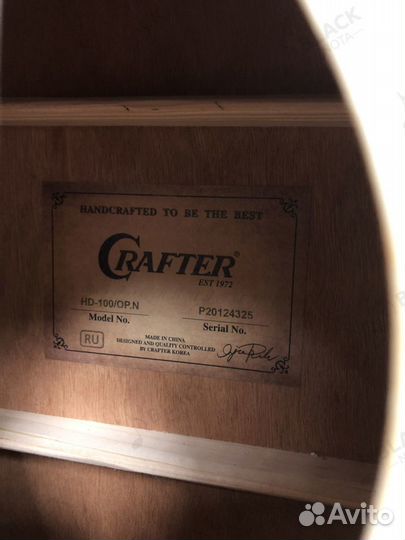 HANDCRAFTED TO BE THE BEST
CRAFTER®
EST 1972
HD-100/OP.N P20124325
Model No. Serial No.
RU
MADE IN CHINA
DESIGNED AND QUALITY CONTROLLED
BY CRAFTER KOREA
Avito